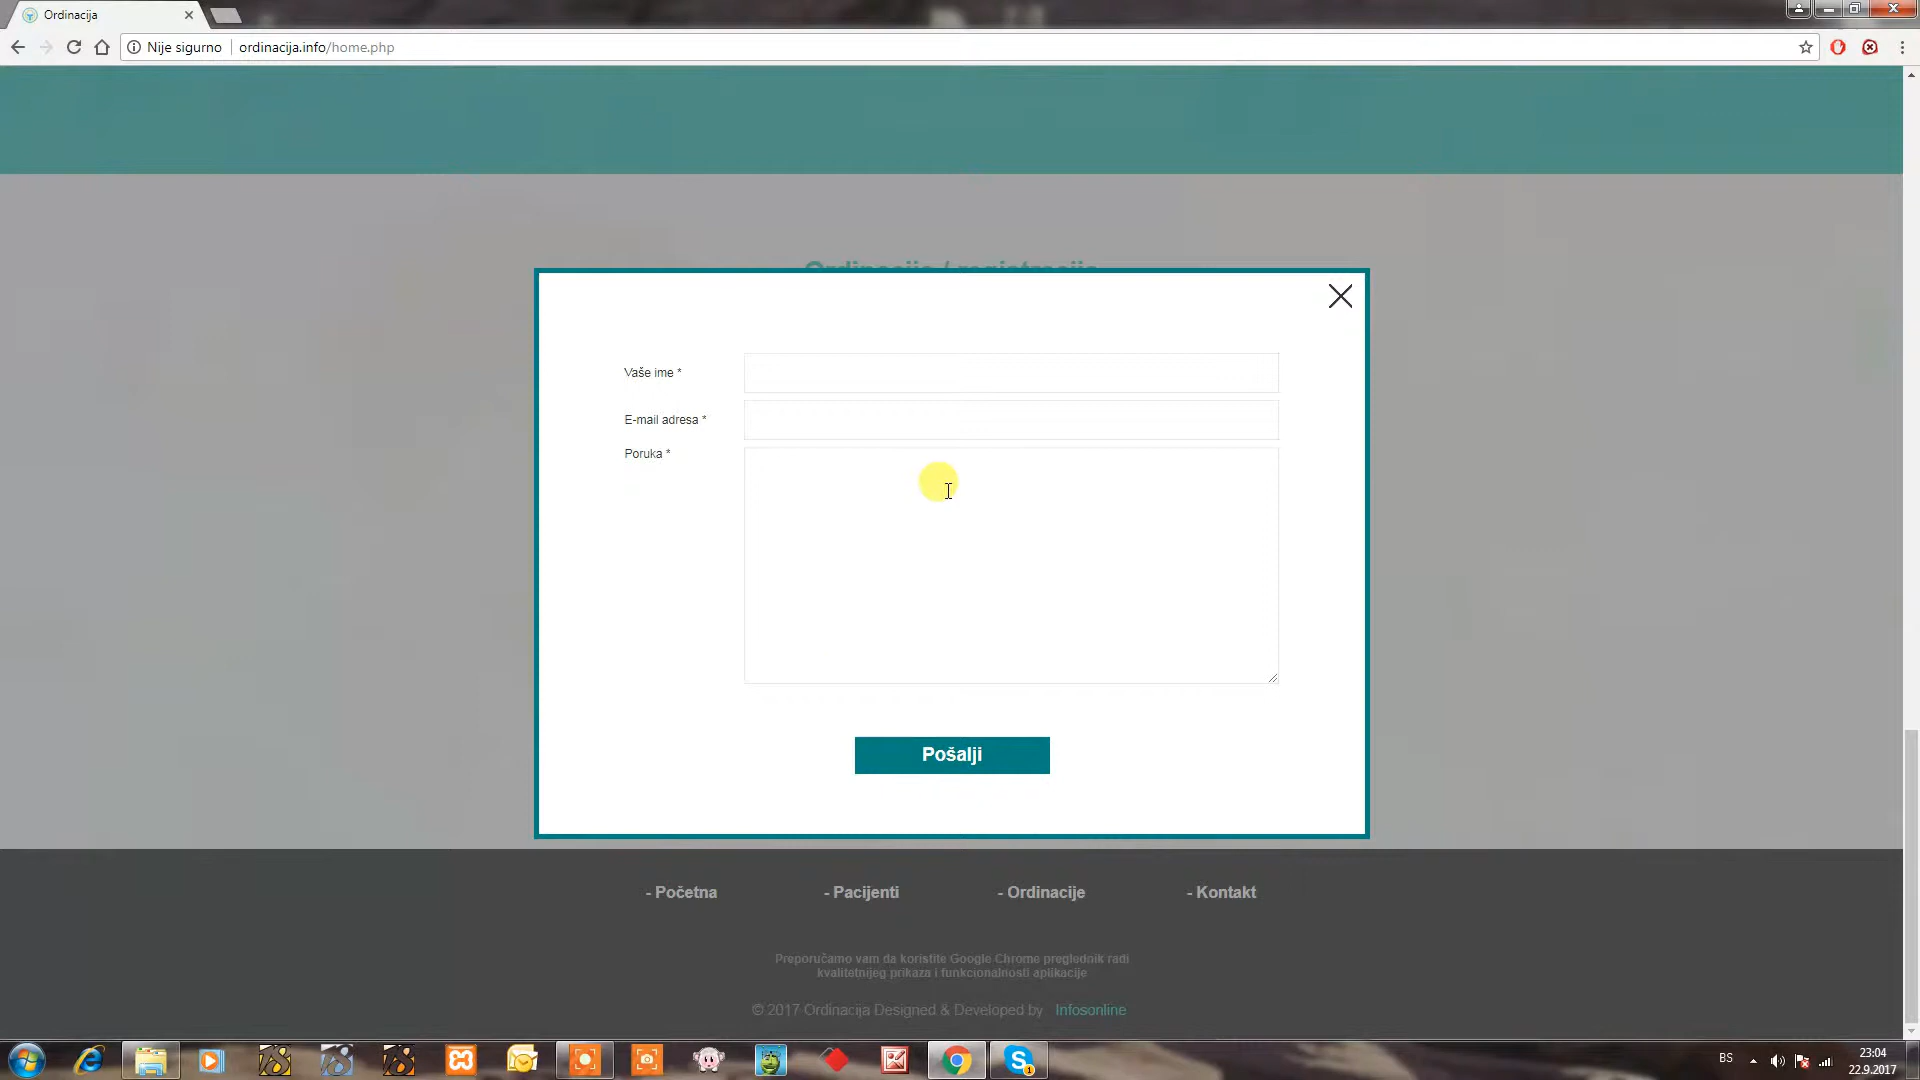 Ordinacija
Nije sigurno
ordinacija.info/home.php
Ordinacija / registracija
Vaše ime *
E-mail adresa *
Poruka *
Pošalji
- Početna
- Pacijenti
- Ordinacije
- Kontakt
Preporučamo vam da koristite Google Chrome preglednik radi
kvalitetnijeg prikaza i funkcionalnosti aplikacije
© 2017 Ordinacija Designed & Developed by Infosonline
BS
23:04
22.9.2017